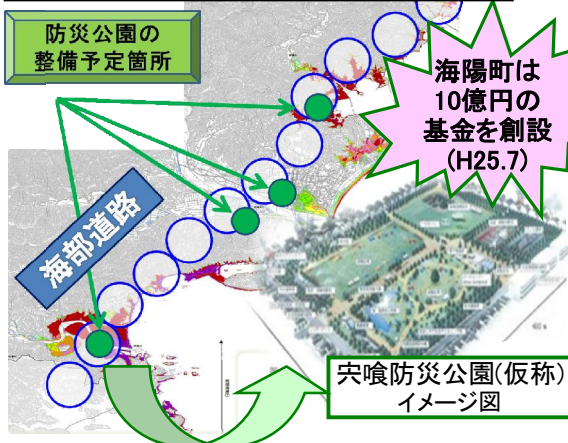 防災公園の
整備予定箇所
海陽町は
10億円の
基金を創設
(H25.7)
海部道路
宍喰防災公園(仮称)
イメージ図